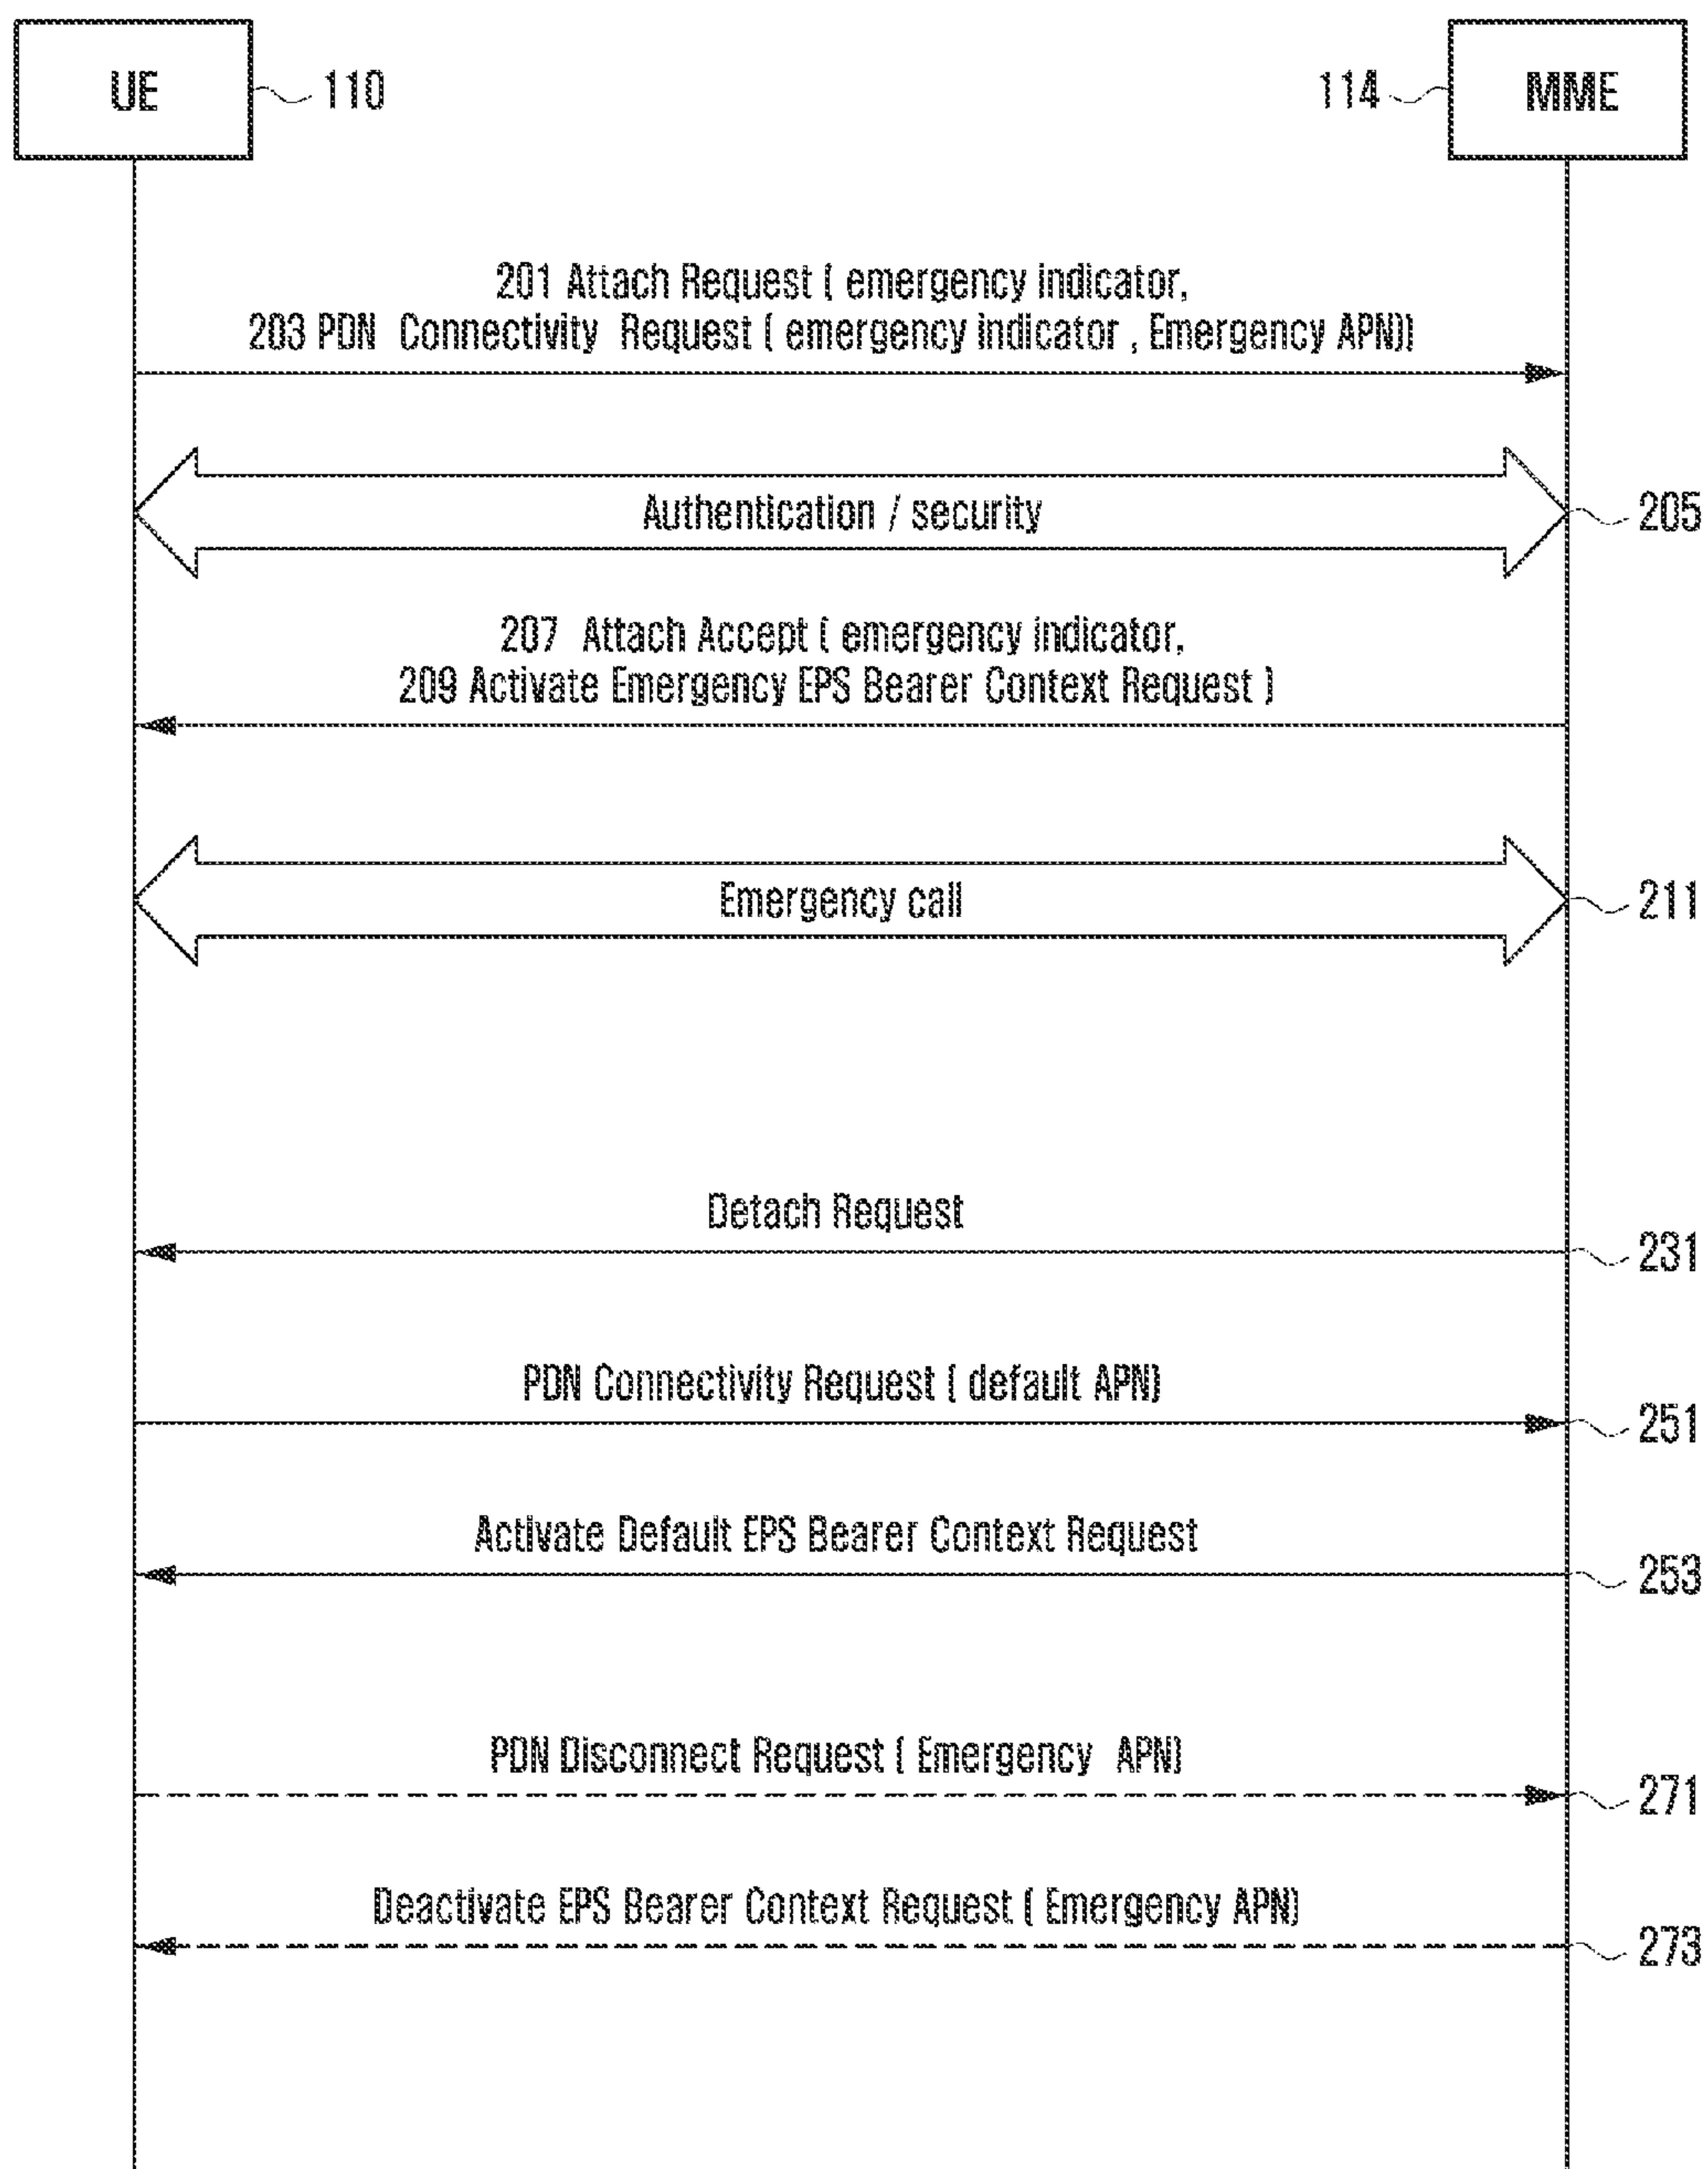 UE
110
114
MME
201 Attach Request ( emergency indicator,
203 PDN Connectivity Request ( emergency indicator , Emergency APN))
Authentication / security
205
207 Attach Accept ( emergency indicator,
209 Activate Emergency EPS Bearer Context Request )
Emergency call
211
Detach Request
231
PDN Connectivity Request ( default APN)
251
Activate Default EPS Bearer Context Request
253
PDN Disconnect Request ( Emergency APN)
271
Deactivate EPS Bearer Context Request ( Emergency APN)
273